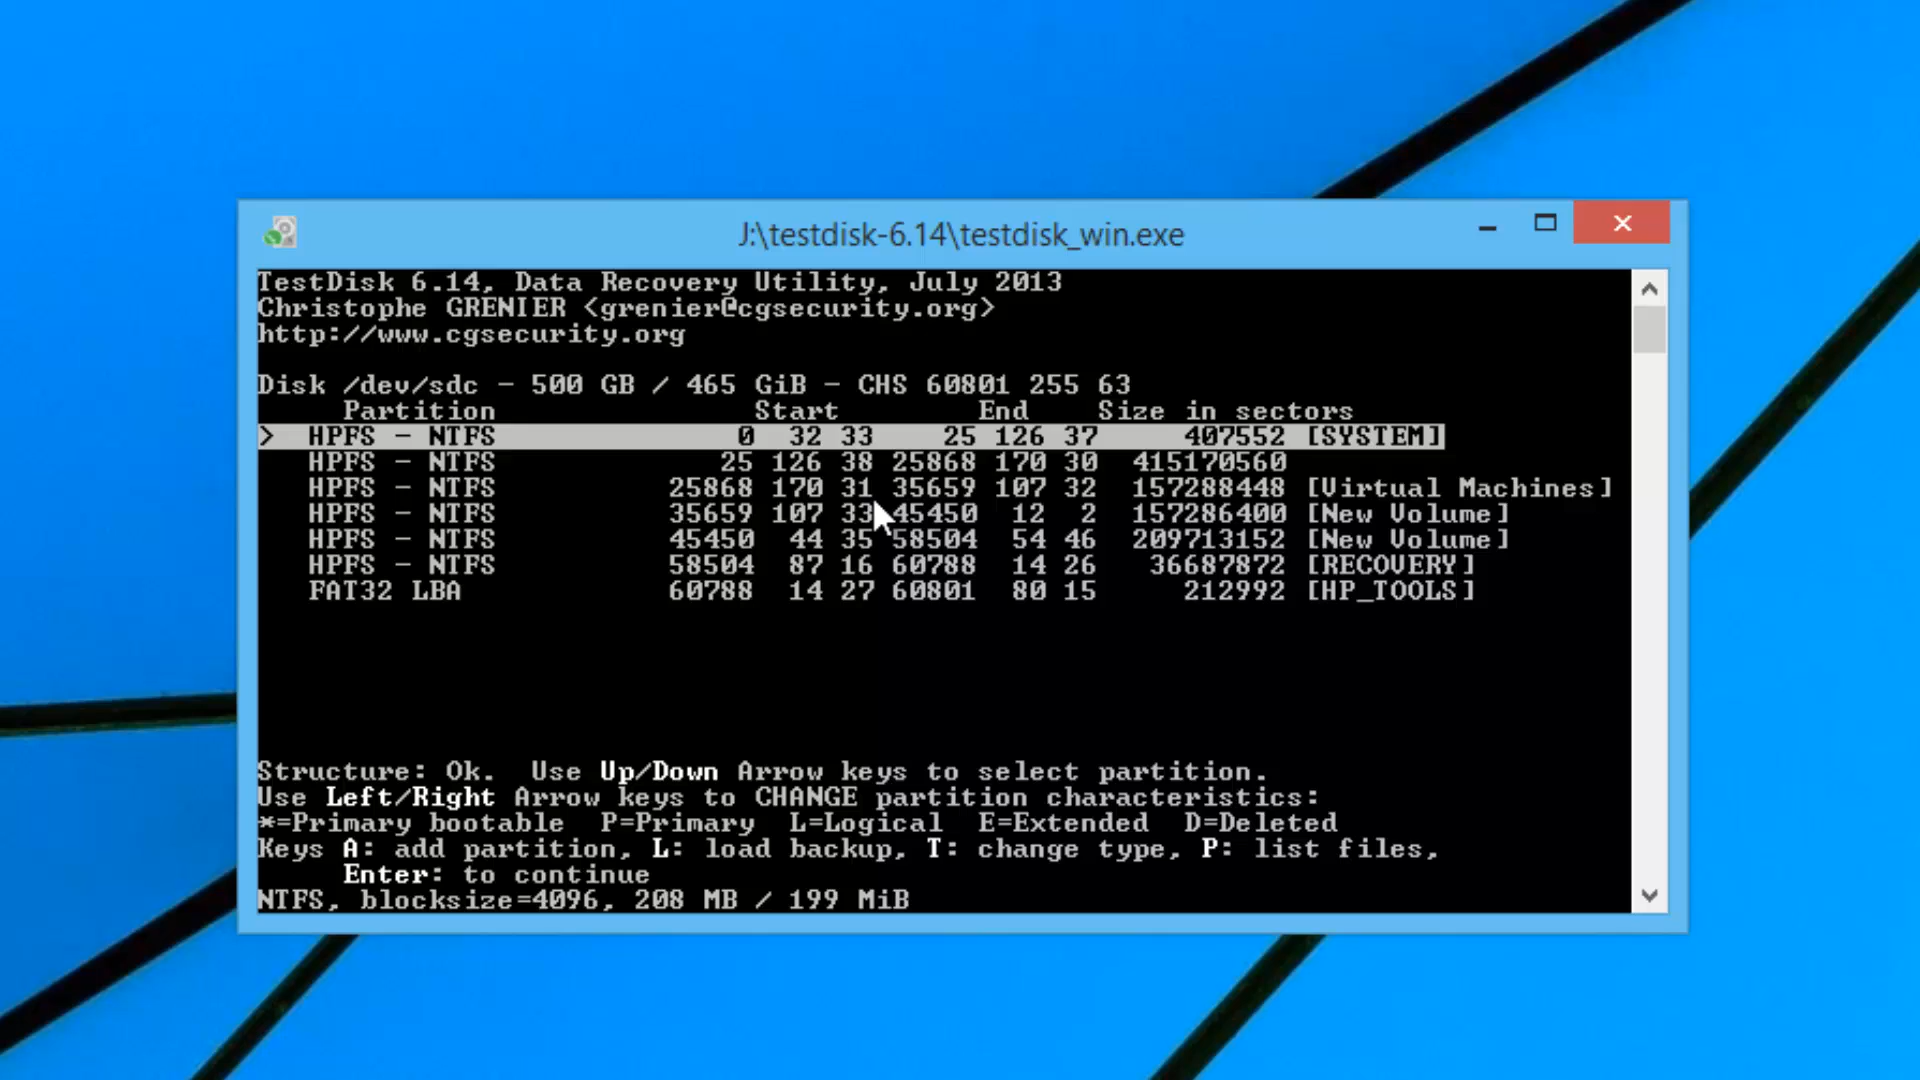 J:\testdisk-6.14\testdisk_win.exe
TestDisk 6.14, Data Recovery Utility, July 2013
Christophe GRENIER <grenier@cgsecurity.org>
http://www.cgsecurity.org
Disk /dev/sdc - 500 GB / 465 GiB - CHS 60801 255 63
Partition Start End Size in sectors
> HPFS - NTFS 0 32 33 25 126 37 407552 [SYSTEM]
HPFS - NTFS 25 126 38 25868 170 30 415170560
HPFS - NTFS 25868 170 31 35659 107 32 157288448 [Virtual Machines]
HPFS - NTFS 35659 107 33 45450 12 2 157286400 [New Volume]
HPFS - NTFS 45450 44 35 58504 54 46 209713152 [New Volume]
HPFS - NTFS 58504 87 16 60788 14 26 36687872 [RECOVERY]
FAT32 LBA 60788 14 27 60801 80 15 212992 [HP_TOOLS]
Structure: Ok. Use Up/Down Arrow keys to select partition.
Use Left/Right Arrow keys to CHANGE partition characteristics:
*=Primary bootable P=Primary L=Logical E=Extended D=Deleted
Keys A: add partition, L: load backup, T: change type, P: list files,
Enter: to continue
NTFS, blocksize=4096, 208 MB / 199 MiB